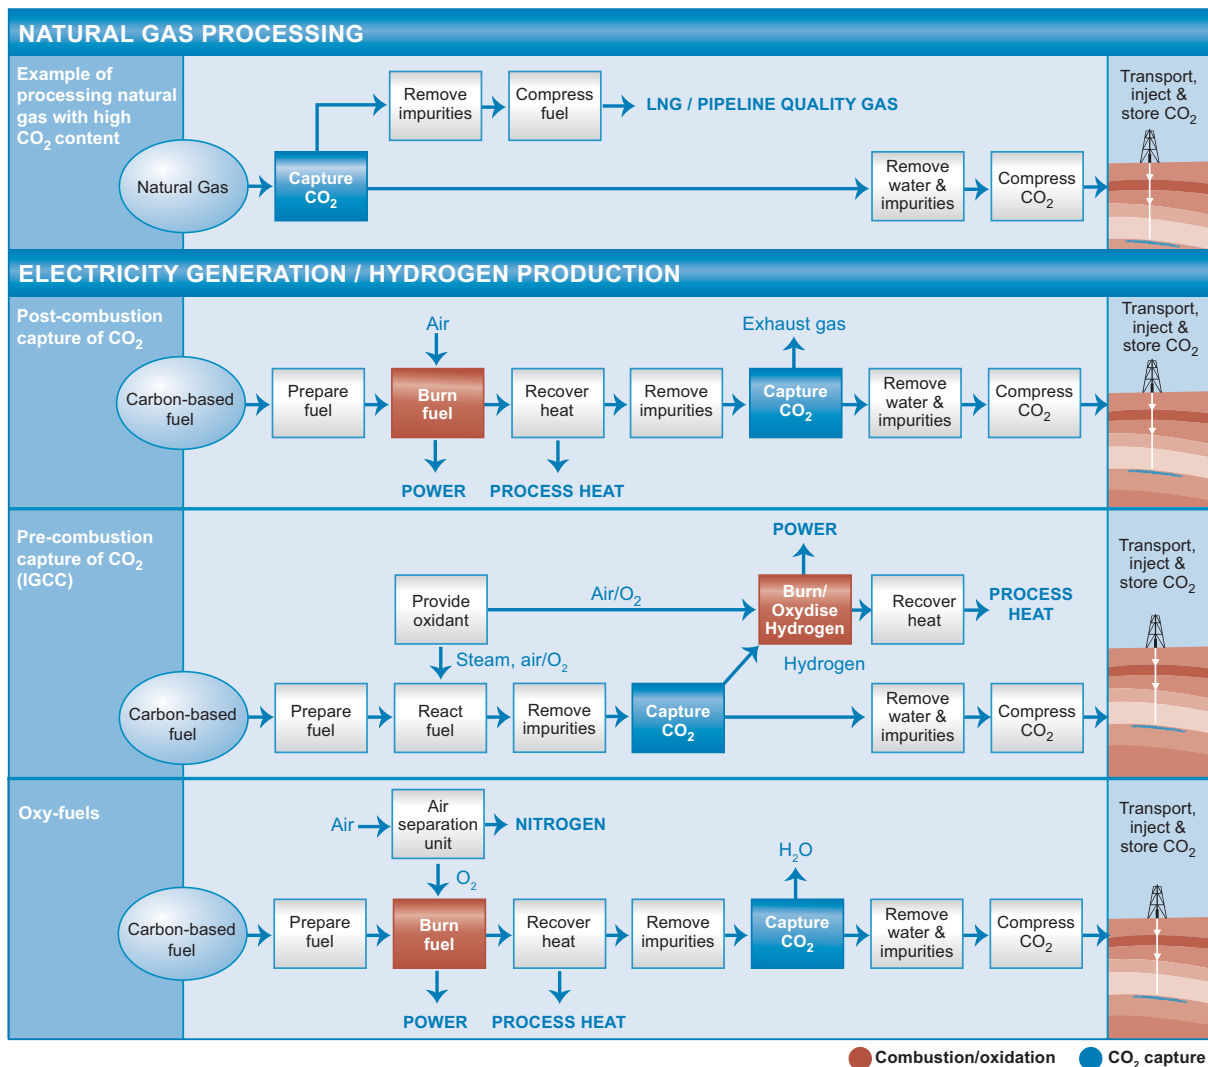 NATURAL GAS PROCESSING
Example of
processing natural
gas with high
CO2 content
Natural Gas
Capture
CO2
Remove
impurities
Compress
fuel
LNG / PIPELINE QUALITY GAS
Remove
water &
impurities
Compress
CO2
Transport,
inject &
store CO2
ELECTRICITY GENERATION / HYDROGEN PRODUCTION
Post-combustion
capture of CO2
Carbon-based
fuel
Prepare
fuel
Air
Burn
fuel
POWER
Recover
heat
PROCESS HEAT
Remove
impurities
Exhaust gas
Capture
CO2
Remove
water &
impurities
Compress
CO2
Transport,
inject &
store CO2
Pre-combustion
capture of CO2
(IGCC)
Provide
oxidant
Air/O2
POWER
Burn/
Oxydise
Hydrogen
Recover
heat
PROCESS
HEAT
Steam, air/O2
Hydrogen
Carbon-based
fuel
Prepare
fuel
React
fuel
Remove
impurities
Capture
CO2
Remove
water &
impurities
Compress
CO2
Transport,
inject &
store CO2
Oxy-fuels
Air
Air
separation
unit
NITROGEN
O2
Carbon-based
fuel
Prepare
fuel
Burn
fuel
POWER
Recover
heat
PROCESS HEAT
Remove
impurities
H2O
Capture
CO2
Remove
water &
impurities
Compress
CO2
Transport,
inject &
store CO2
Combustion/oxidation
CO2 capture